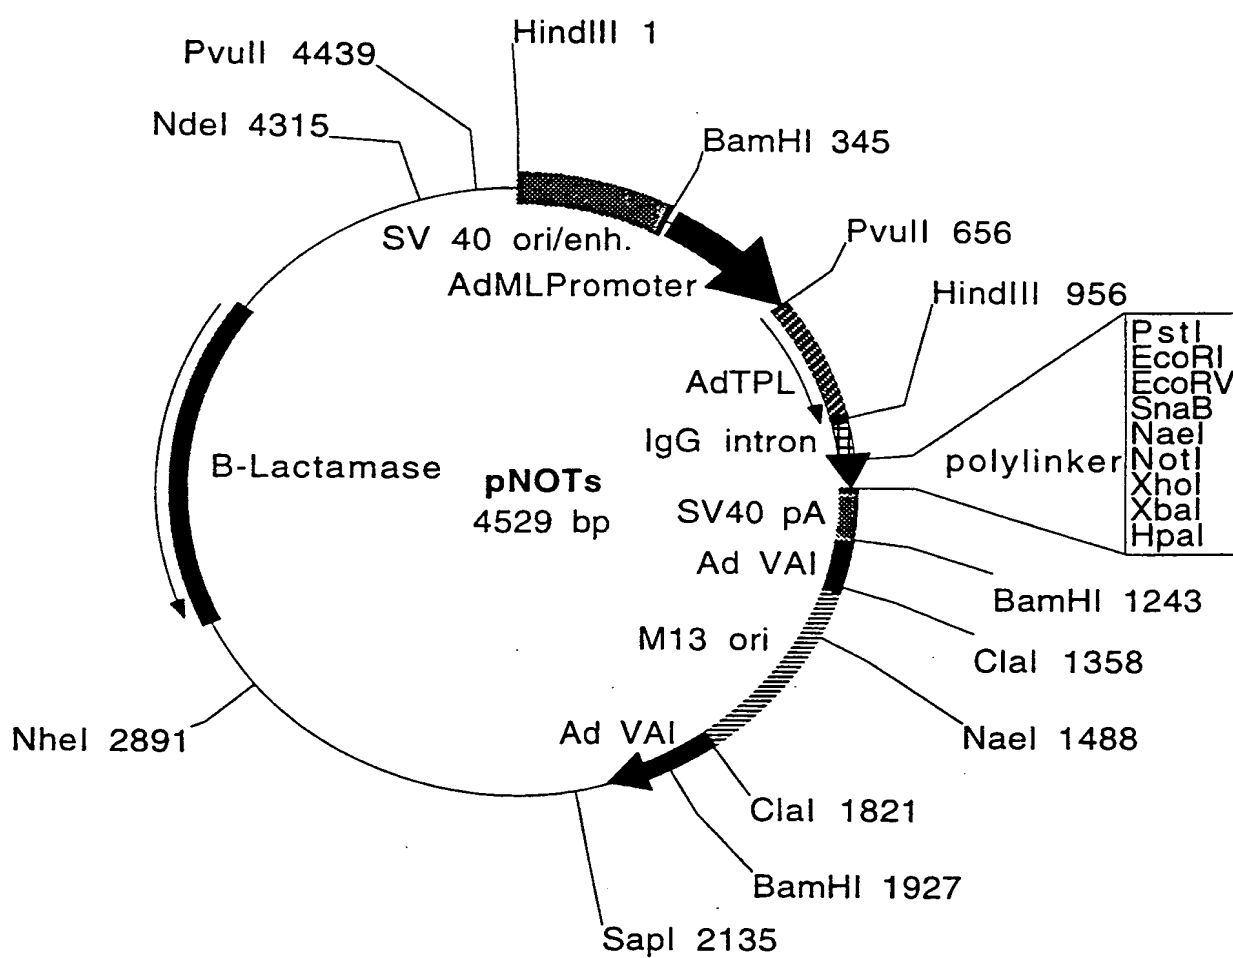 HindIII 1
PvuII 4439
NdeI 4315
BamHI 345
SV 40 ori/enh.
PvuII 656
AdMLPromoter
HindIII 956
PstI
EcoRI
EcoRV
SnaB
NaeI
NotI
XhoI
XbaI
HpaI
AdTPL
IgG intron
polylinker
B-Lactamase
pNOTs
4529 bp
SV40 pA
Ad VAI
BamHI 1243
M13 ori
ClaI 1358
NheI 2891
Ad VAI
NaeI 1488
ClaI 1821
BamHI 1927
SapI 2135